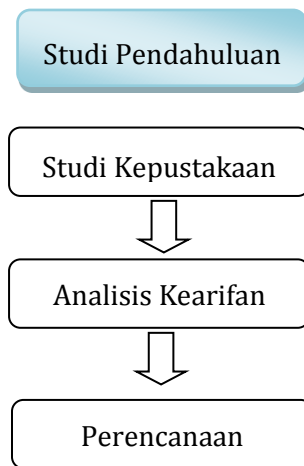 Studi Pendahuluan
Studi Kepustakaan
Analisis Kearifan
Perencanaan